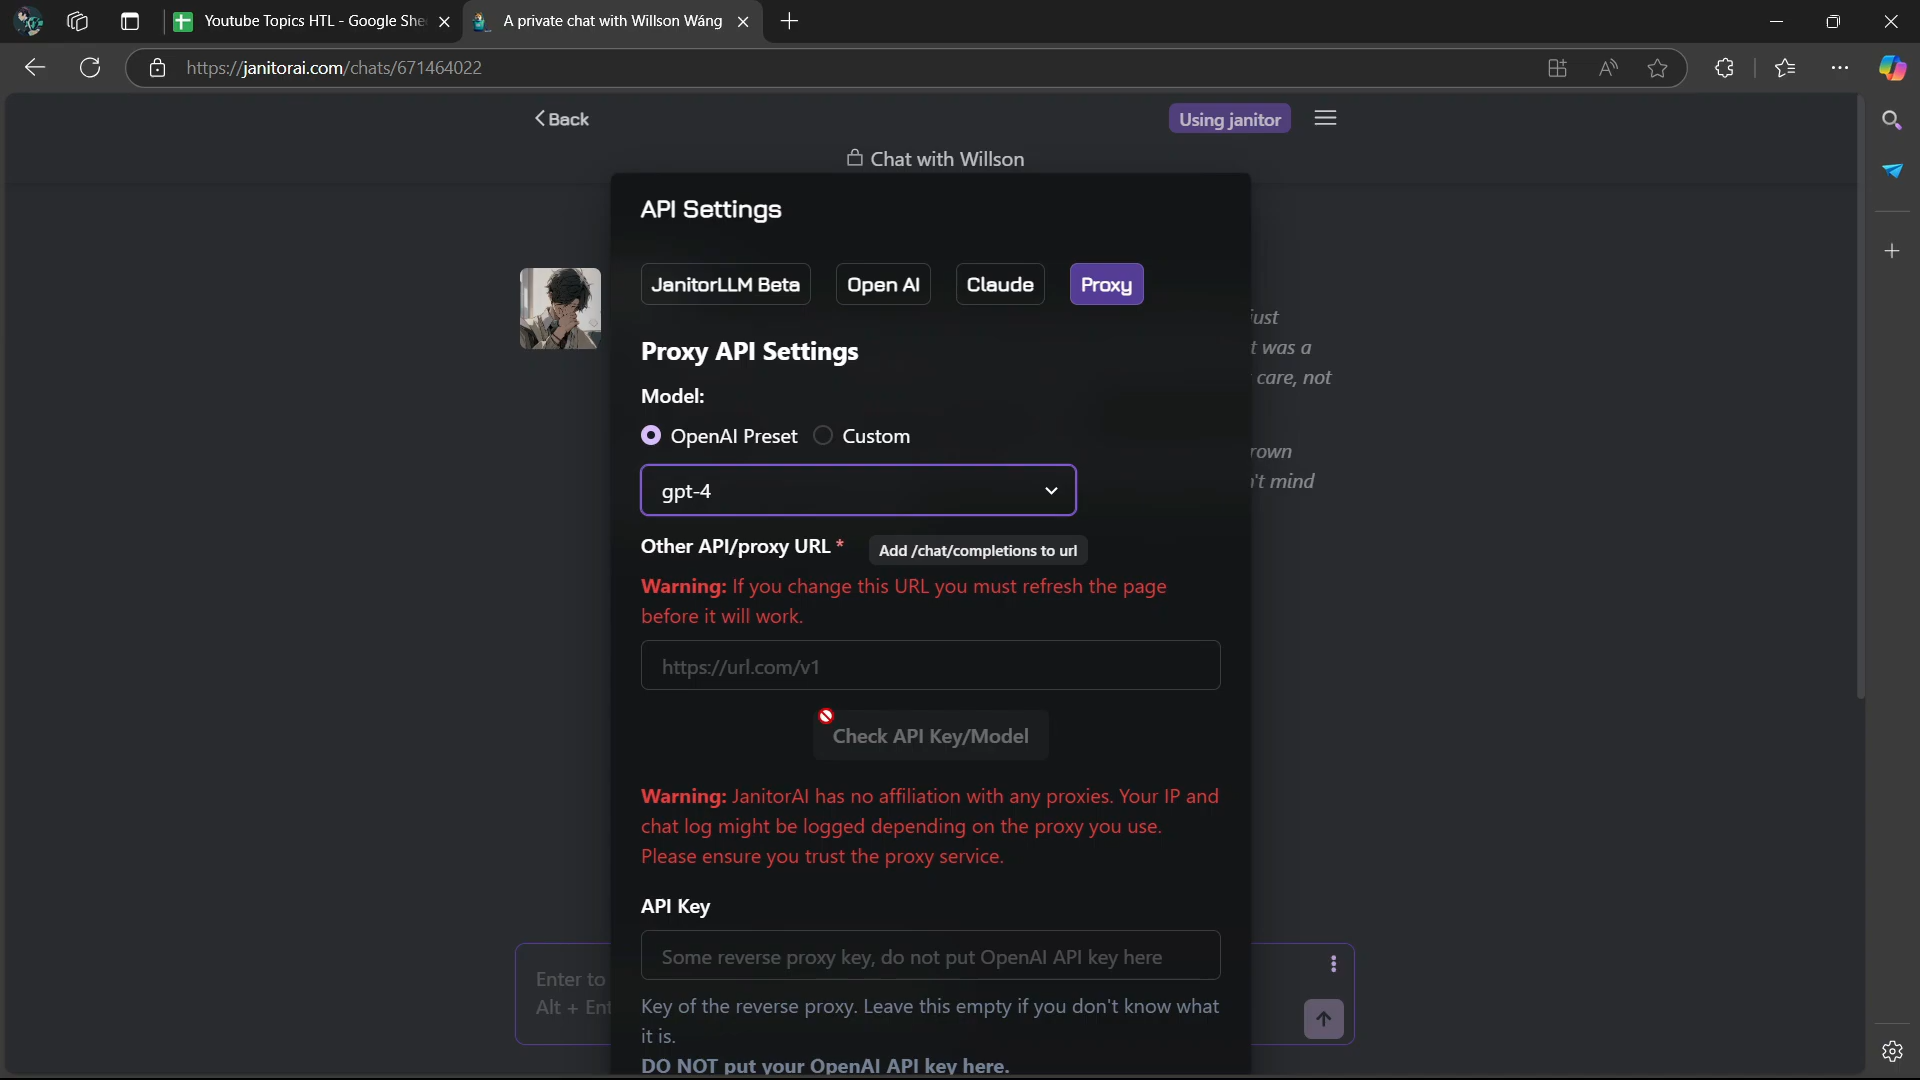 Youtube Topics HTL - Google She
A private chat with Willson Wáng
https://janitorai.com/chats/671464022
Back
Using janitor
Chat with Willson
API Settings
JanitorLLM Beta
Open AI
Claude
Proxy
just
t was a
care, not
Proxy API Settings
Model:
OpenAI Preset
Custom
rown
't mind
gpt-4
Other API/proxy URL *
Add /chat/completions to url
Warning: If you change this URL you must refresh the page
before it will work.
https://url.com/v1
Check API Key/Model
Warning: JanitorAI has no affiliation with any proxies. Your IP and
chat log might be logged depending on the proxy you use.
Please ensure you trust the proxy service.
API Key
Some reverse proxy key, do not put OpenAI API key here
Enter to
Alt + Ent
Key of the reverse proxy. Leave this empty if you don't know what
it is.
DO NOT put your OpenAI API key here.